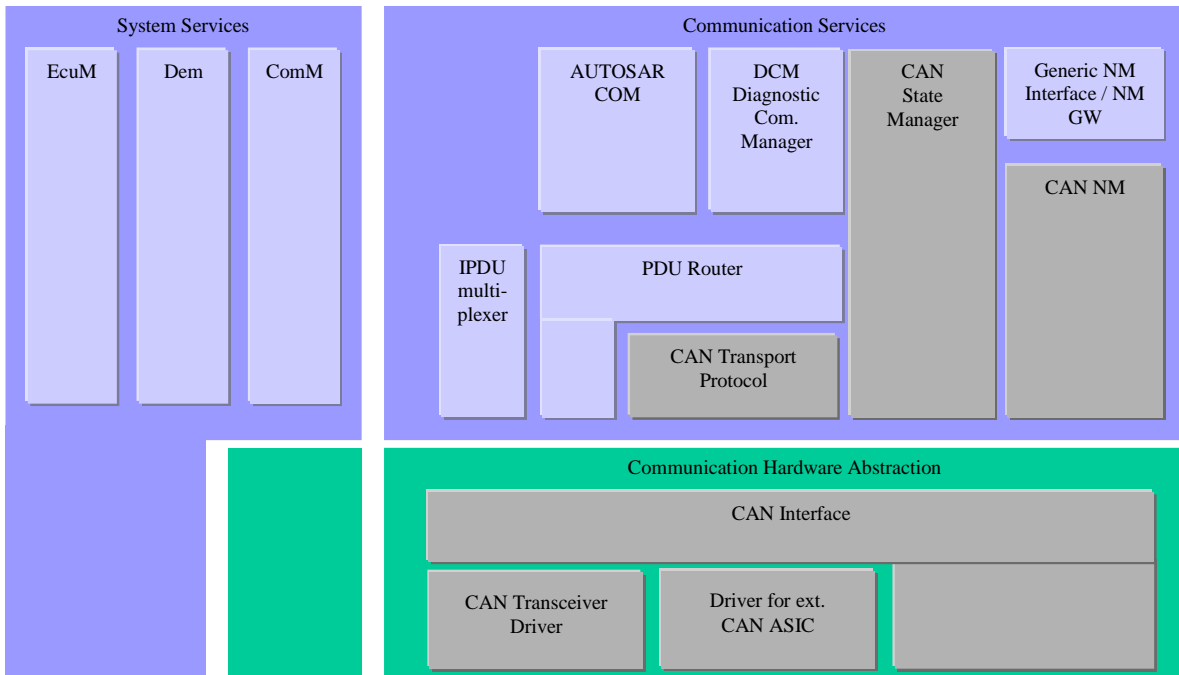 System Services
EcuM
Dem
ComM
Communication Services
AUTOSAR
COM
DCM
Diagnostic
Com.
Manager
CAN
State
Manager
Generic NM
Interface / NM
GW
CAN NM
IPDU
multi-
plexer
PDU Router
CAN Transport
Protocol
Communication Hardware Abstraction
CAN Interface
CAN Transceiver
Driver
Driver for ext.
CAN ASIC